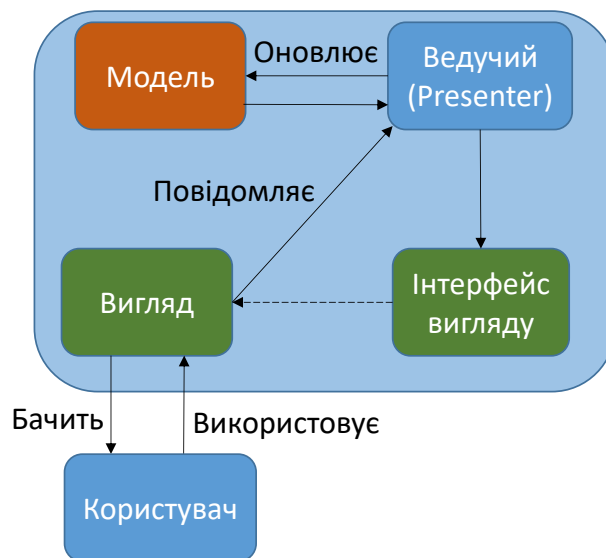 Модель
Оновлює
Ведучий
(Presenter)
Повідомляє
Вигляд
Інтерфейс
вигляду
Бачить
Використовує
Користувач